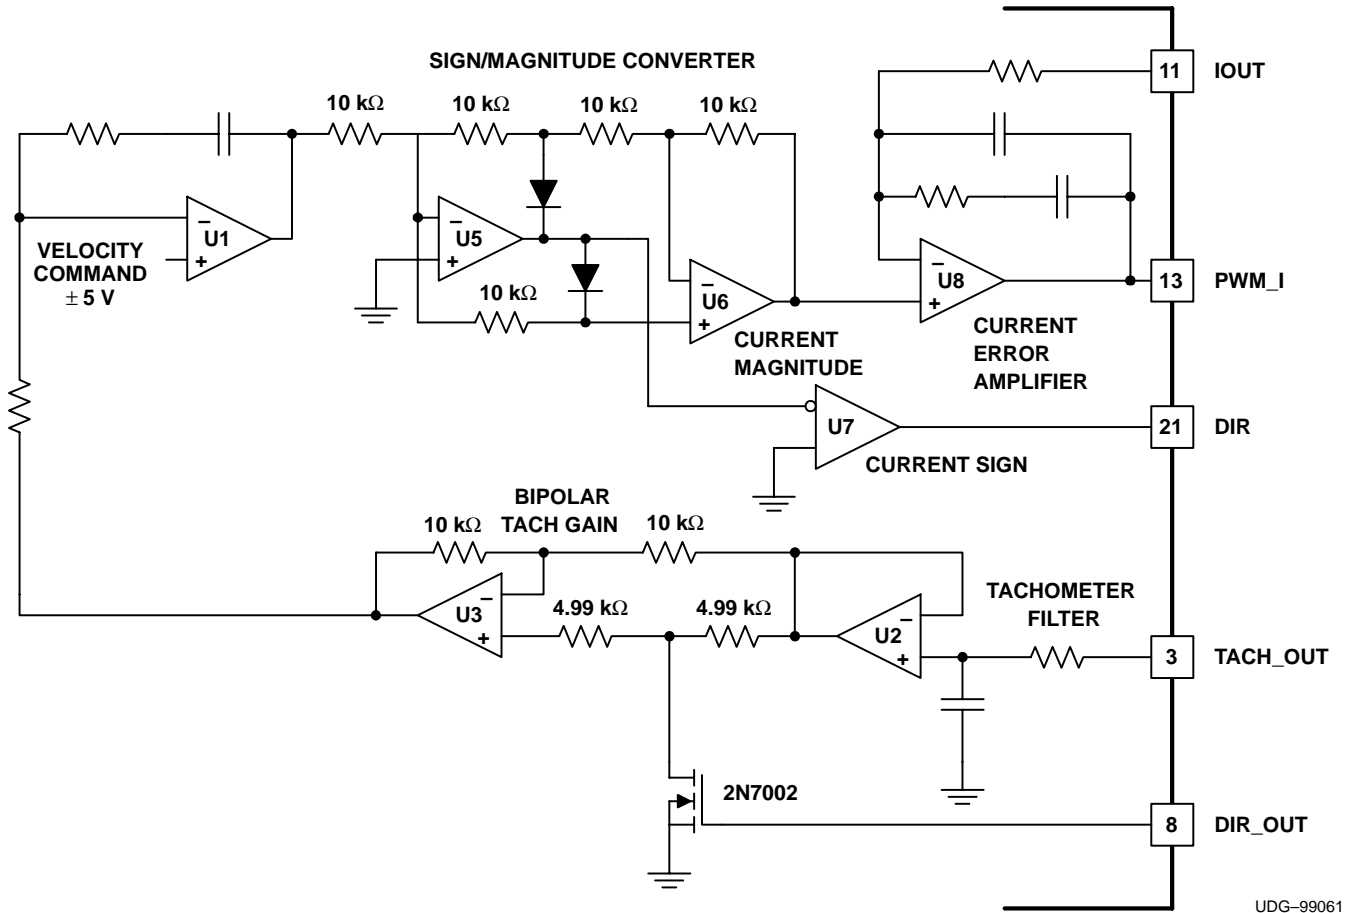 SIGN/MAGNITUDE CONVERTER
11 IOUT
10 kΩ 10 kΩ 10 kΩ 10 kΩ
−
U1
+
VELOCITY
COMMAND
± 5 V
−
U5
+
10 kΩ
−
U6
+
CURRENT
MAGNITUDE
−
U8
+
13 PWM_I
CURRENT
ERROR
AMPLIFIER
U7
21 DIR
CURRENT SIGN
BIPOLAR
TACH GAIN
10 kΩ 10 kΩ
−
U3
+
4.99 kΩ 4.99 kΩ
−
U2
+
TACHOMETER
FILTER
3 TACH_OUT
2N7002
8 DIR_OUT
UDG–99061